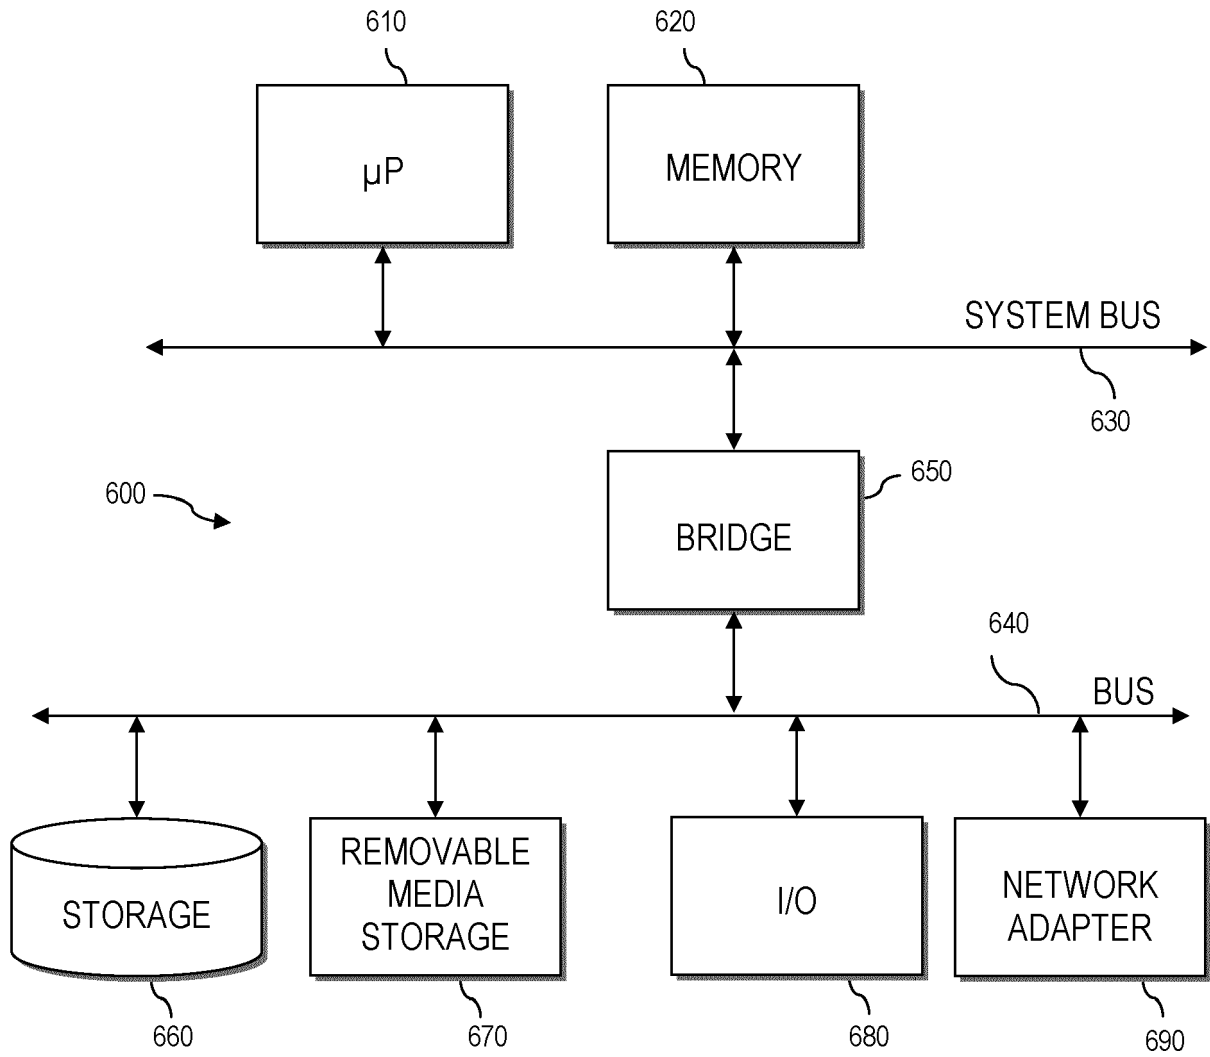 610
620
µP
MEMORY
SYSTEM BUS
630
650
600
BRIDGE
640
BUS
STORAGE
REMOVABLE
MEDIA
STORAGE
I/O
NETWORK
ADAPTER
660
670
680
690